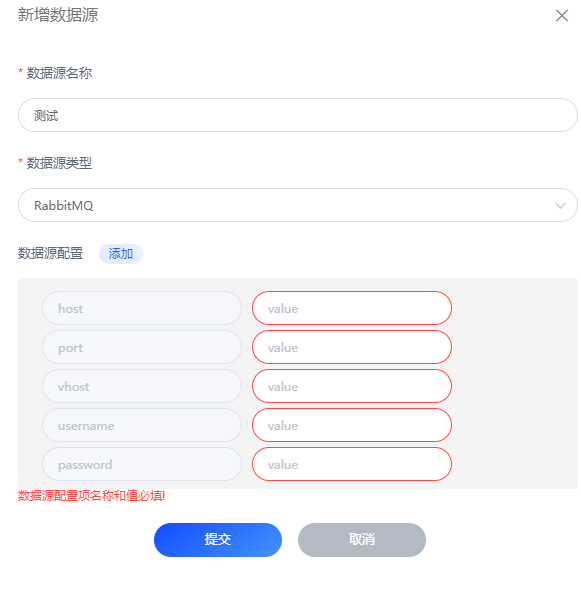 新增数据源
* 数据源名称
测试
* 数据源类型
RabbitMQ
数据源配置 添加
host value
port value
vhost value
username value
password value
数据源配置项名称和值必填!
提交 取消